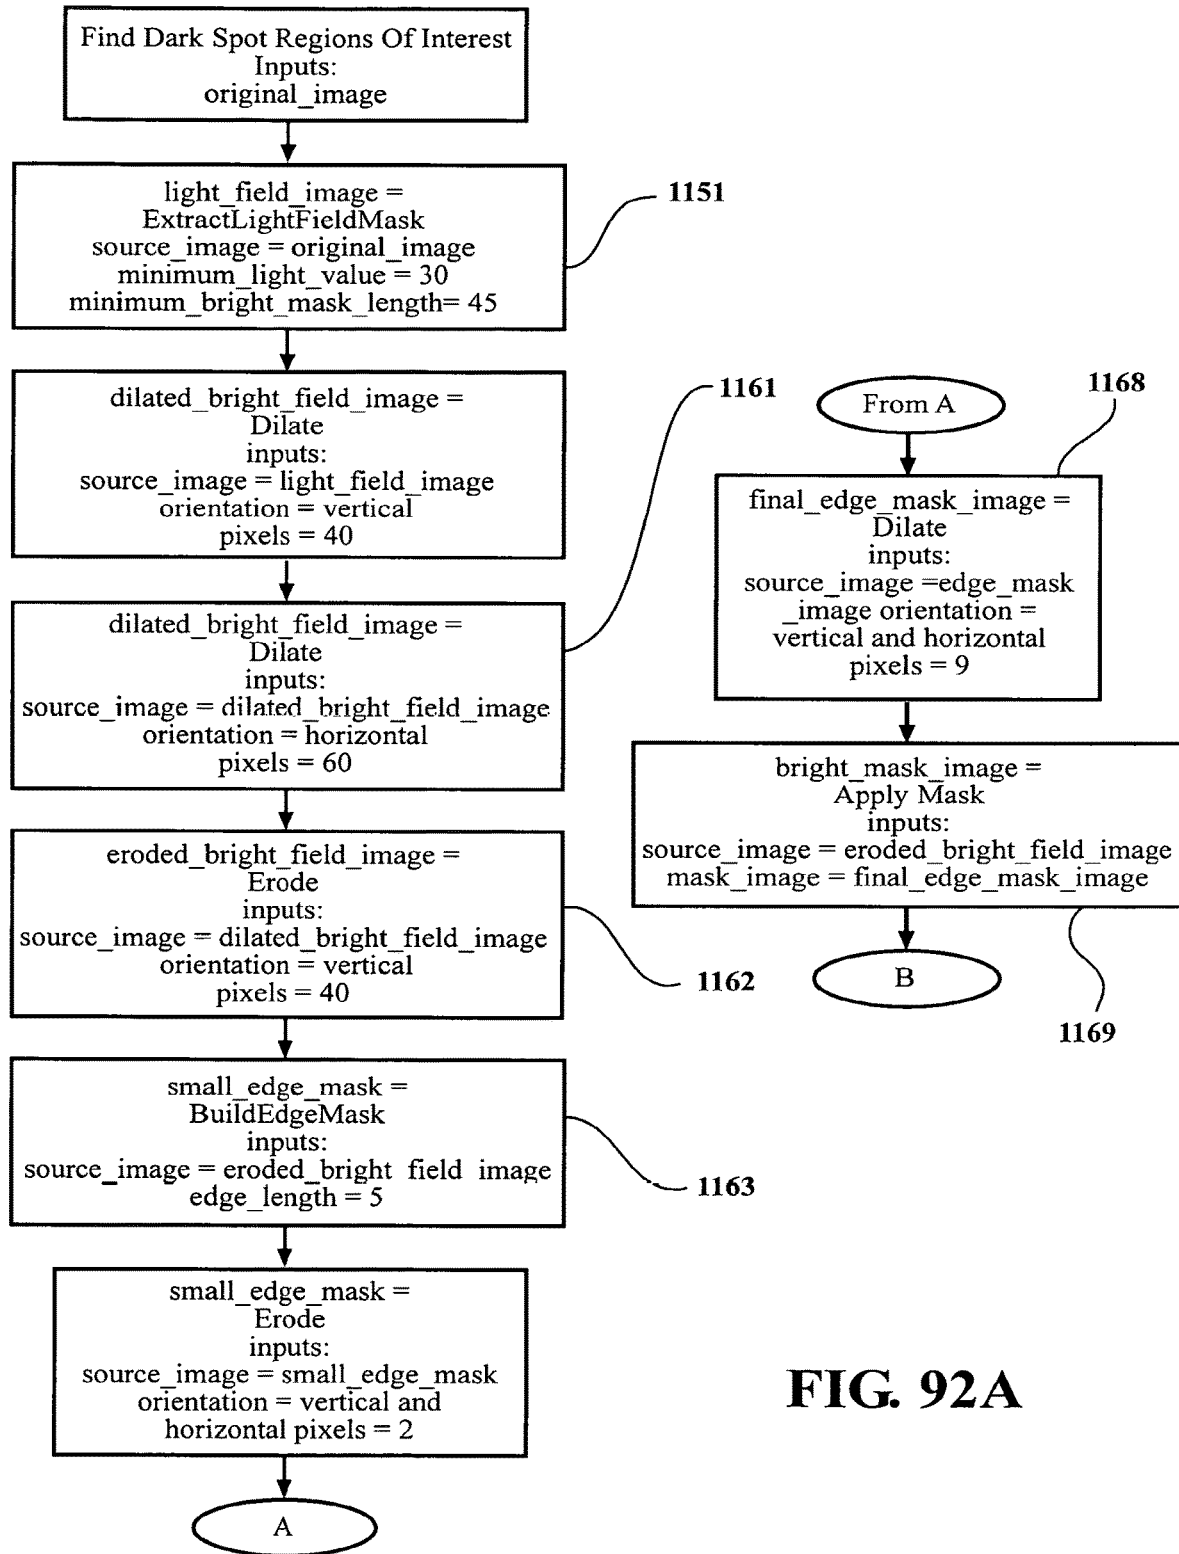 Find Dark Spot Regions Of Interest
Inputs:
original_image
light_field_image =
ExtractLightFieldMask
source_image = original_image
minimum_light_value = 30
minimum_bright_mask_length= 45
1151
dilated_bright_field_image =
Dilate
inputs:
source_image = light_field_image
orientation = vertical
pixels = 40
dilated_bright_field_image =
Dilate
inputs:
source_image = dilated_bright_field_image
orientation = horizontal
pixels = 60
1161
eroded_bright_field_image =
Erode
inputs:
source_image = dilated_bright_field_image
orientation = vertical
pixels = 40
1162
small_edge_mask =
BuildEdgeMask
inputs:
source_image = eroded_bright field image
edge_length = 5
1163
small_edge_mask =
Erode
inputs:
source_image = small_edge_mask
orientation = vertical and
horizontal pixels = 2
A
From A
1168
final_edge_mask_image =
Dilate
inputs:
source_image =edge_mask
_image orientation =
vertical and horizontal
pixels = 9
bright_mask_image =
Apply Mask
inputs:
source_image = eroded_bright_field_image
mask_image = final_edge_mask_image
B
1169
FIG. 92A